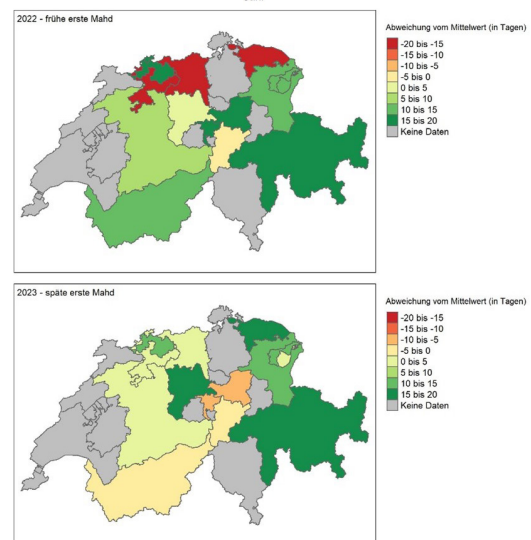 2022 - frühe erste Mahd
Abweichung vom Mittelwert (in Tagen)
-20 bis -15
-15 bis -10
-10 bis -5
-5 bis 0
0 bis 5
5 bis 10
10 bis 15
15 bis 20
Keine Daten
2023 - späte erste Mahd
Abweichung vom Mittelwert (in Tagen)
-20 bis -15
-15 bis -10
-10 bis -5
-5 bis 0
0 bis 5
5 bis 10
10 bis 15
15 bis 20
Keine Daten